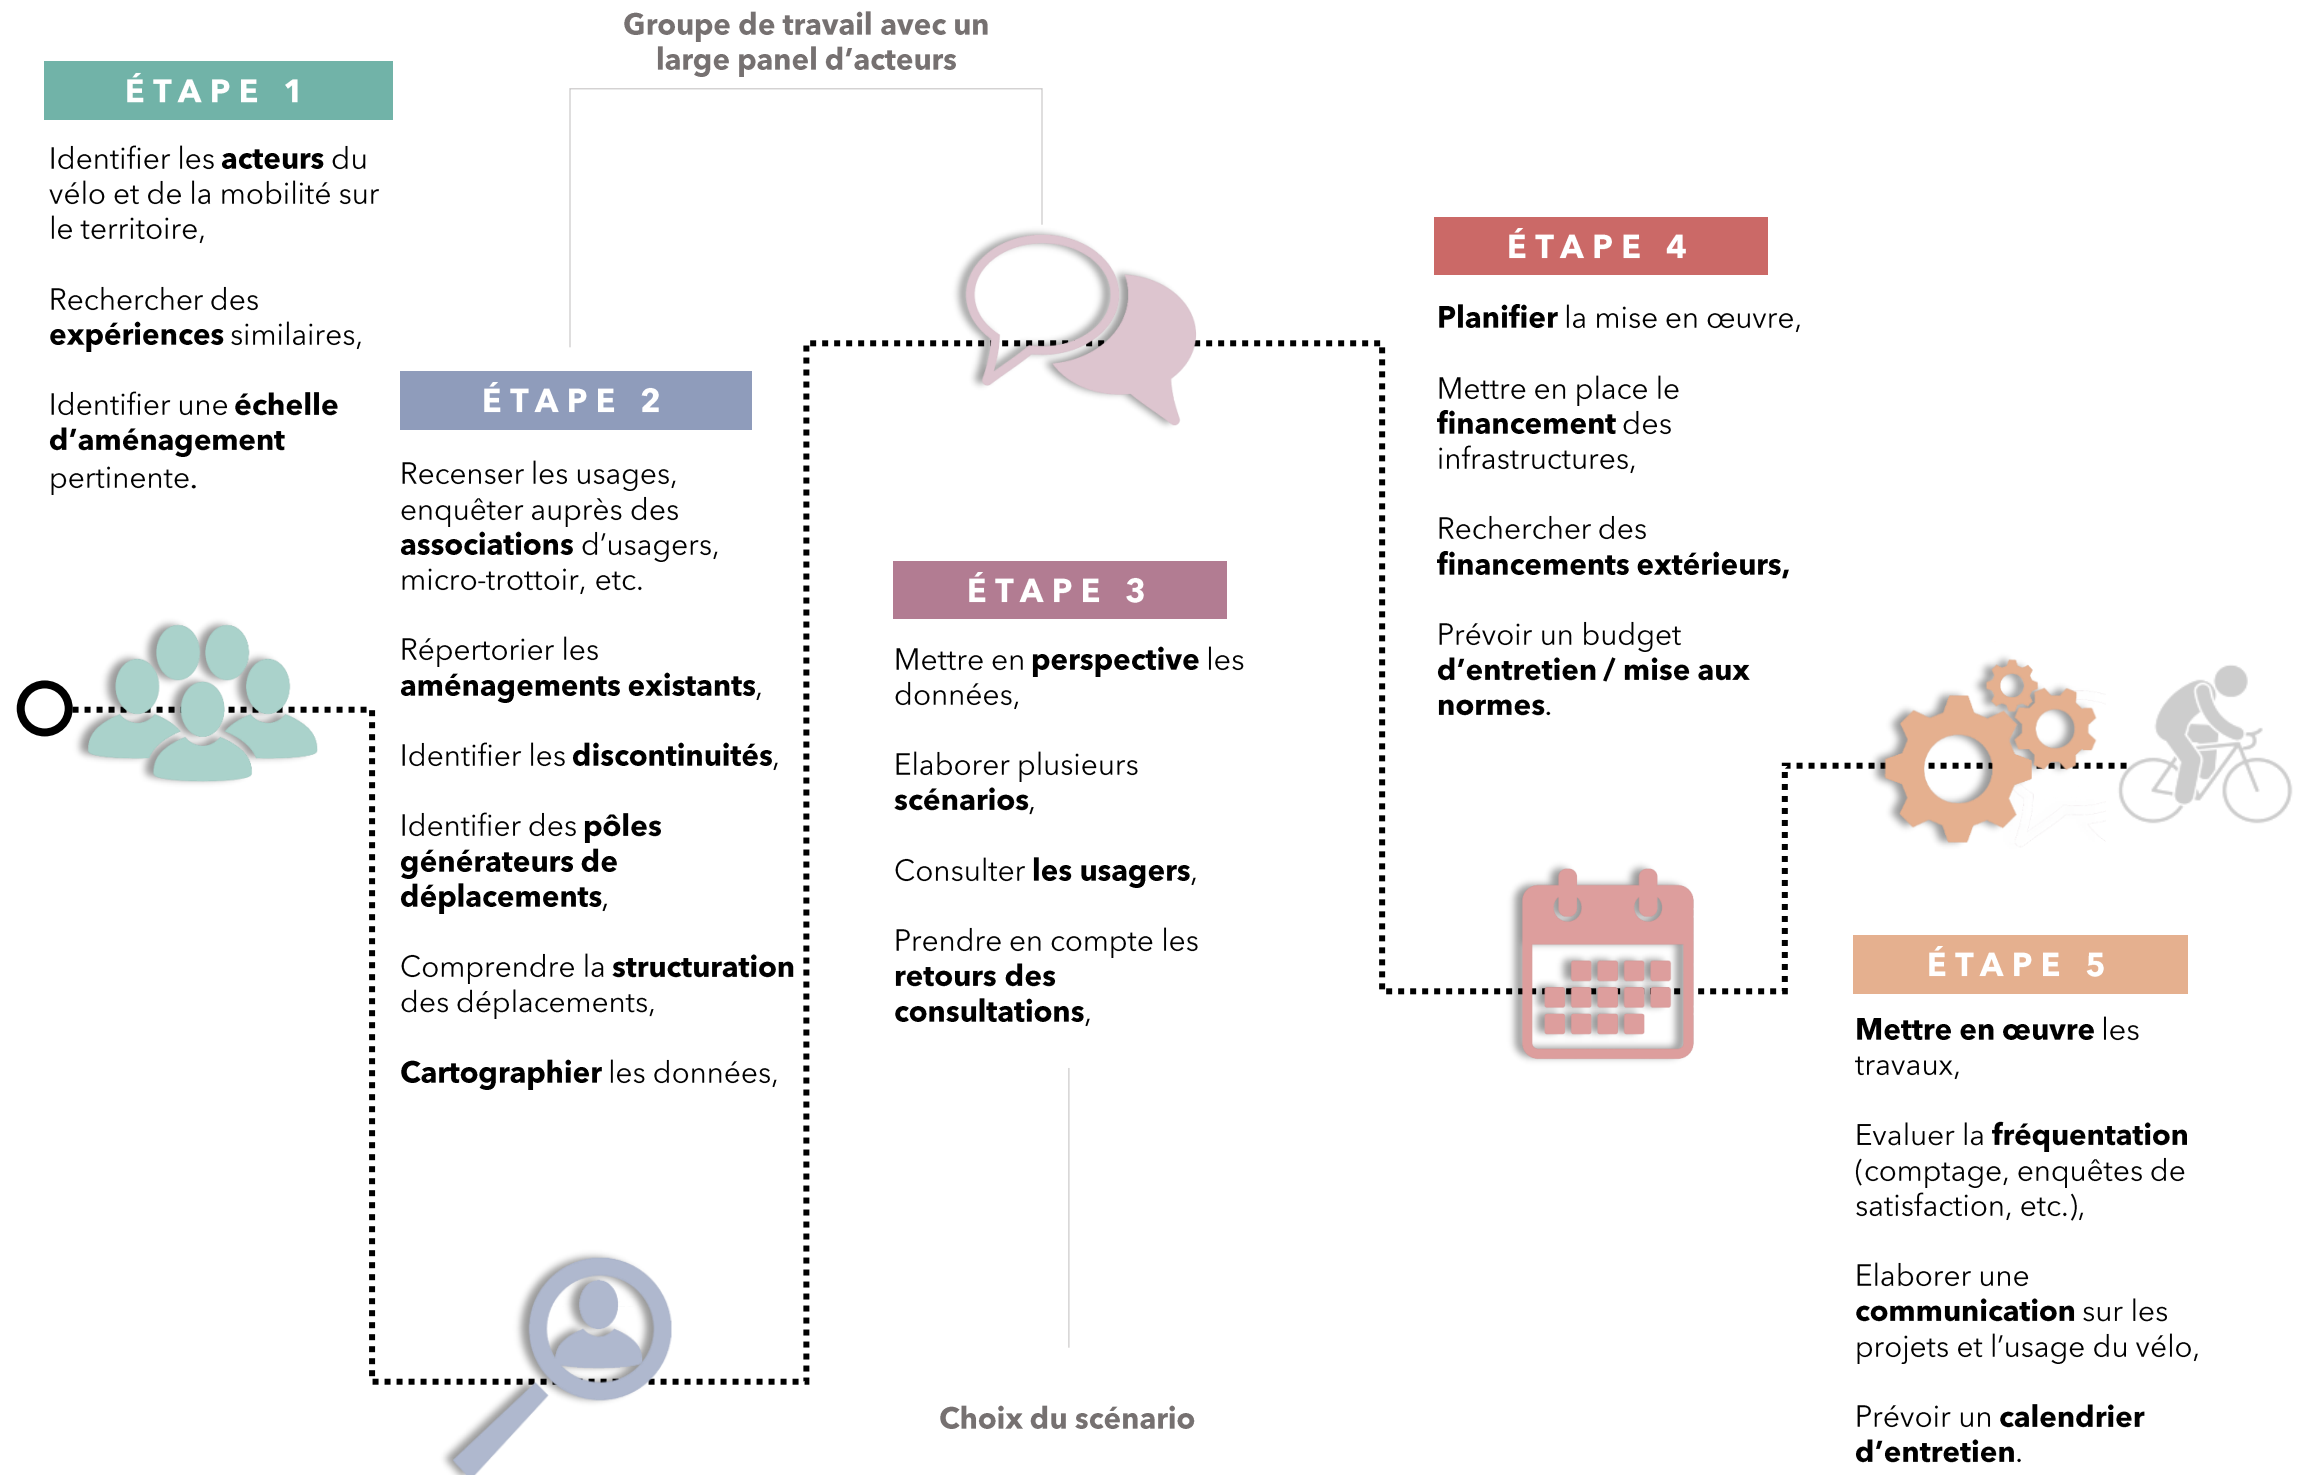 Groupe de travail avec un
large panel d’acteurs
ÉTAPE 1
Identifier les acteurs du
vélo et de la mobilité sur
le territoire,
Rechercher des
expériences similaires,
Identifier une échelle
d’aménagement
pertinente.
ÉTAPE 2
Recenser les usages,
enquêter auprès des
associations d’usagers,
micro-trottoir, etc.
Répertorier les
aménagements existants,
Identifier les discontinuités,
Identifier des pôles
générateurs de
déplacements,
Comprendre la structuration
des déplacements,
Cartographier les données,
ÉTAPE 3
Mettre en perspective les
données,
Elaborer plusieurs
scénarios,
Consulter les usagers,
Prendre en compte les
retours des
consultations,
Choix du scénario
ÉTAPE 4
Planifier la mise en œuvre,
Mettre en place le
financement des
infrastructures,
Rechercher des
financements extérieurs,
Prévoir un budget
d’entretien / mise aux
normes.
ÉTAPE 5
Mettre en œuvre les
travaux,
Evaluer la fréquentation
(comptage, enquêtes de
satisfaction, etc.),
Elaborer une
communication sur les
projets et l’usage du vélo,
Prévoir un calendrier
d’entretien.